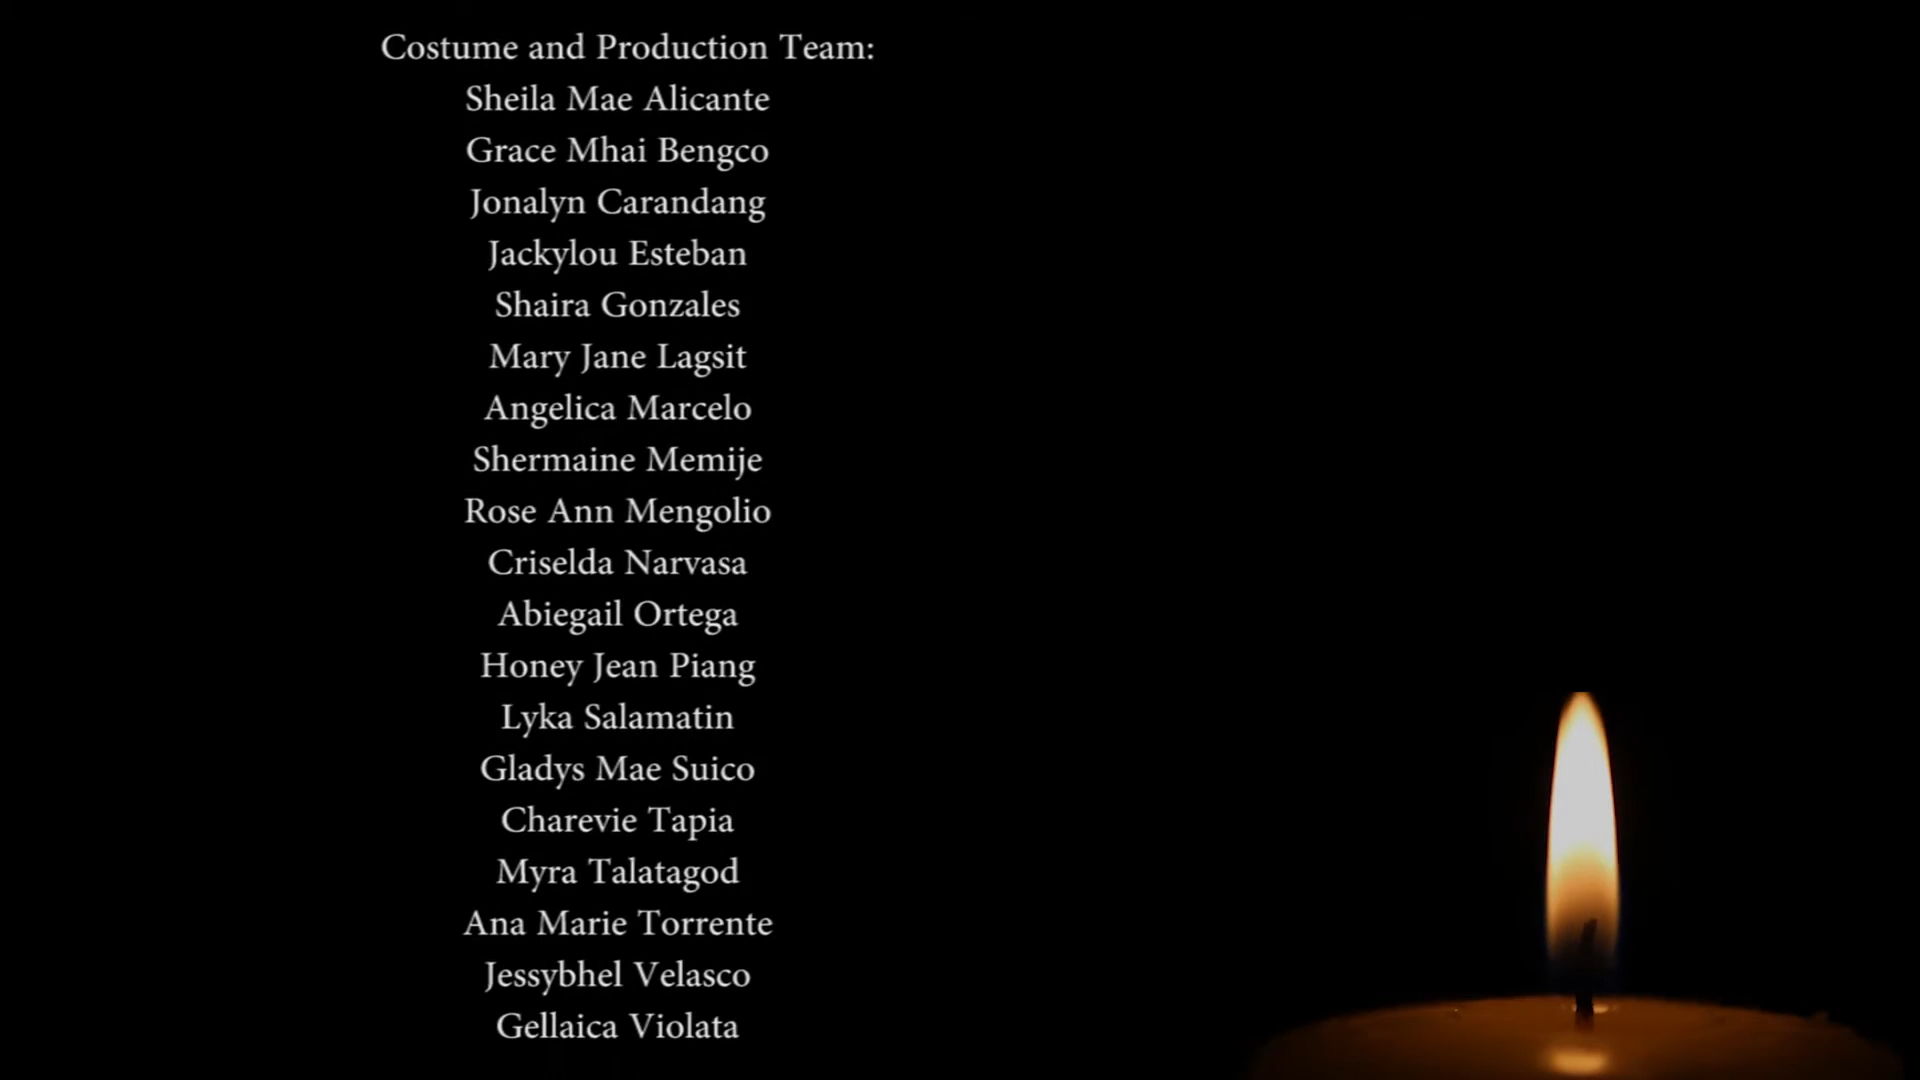 Costume and Production Team:
Sheila Mae Alicante
Grace Mhai Bengco
Jonalyn Carandang
Jackylou Esteban
Shaira Gonzales
Mary Jane Lagsit
Angelica Marcelo
Shermaine Memije
Rose Ann Mengolio
Criselda Narvasa
Abiegail Ortega
Honey Jean Piang
Lyka Salamatin
Gladys Mae Suico
Charevie Tapia
Myra Talatagod
Ana Marie Torrente
Jessybhel Velasco
Gellaica Violata